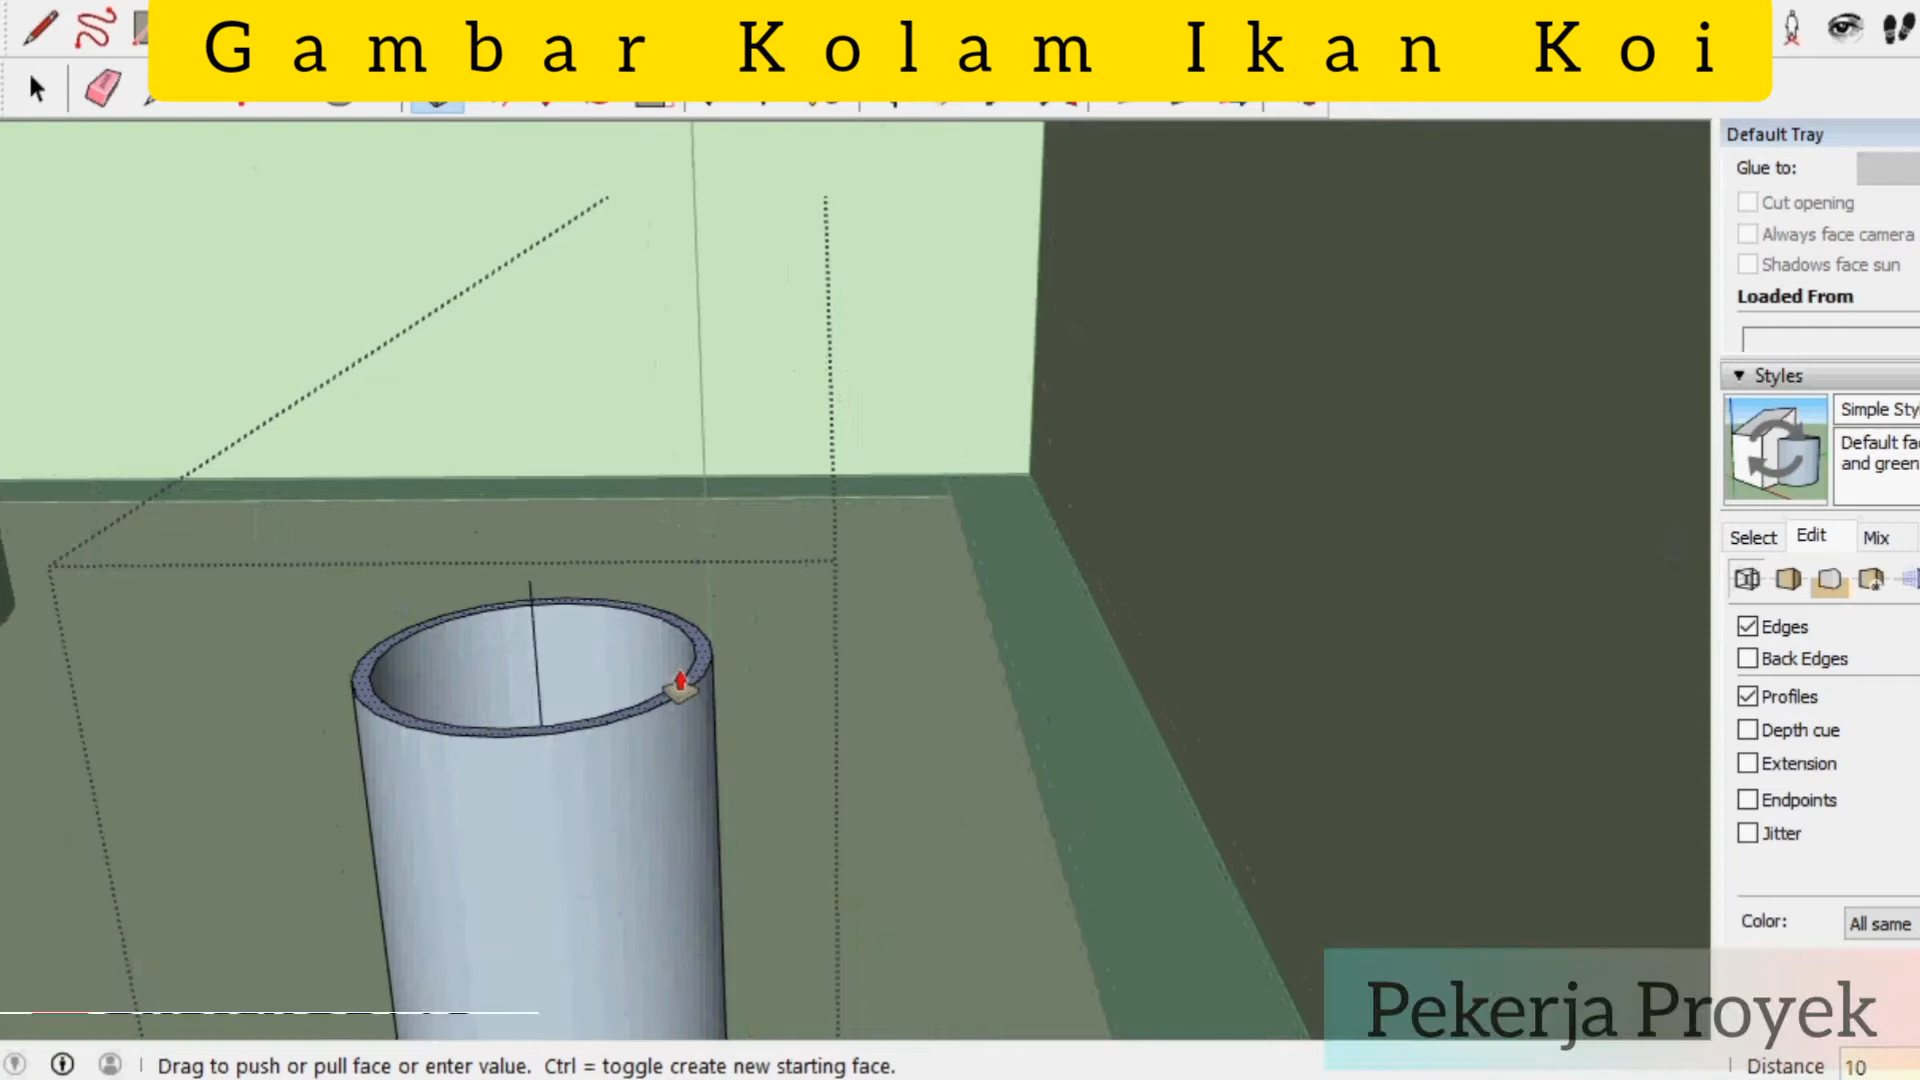 Gambar Kolam Ikan Koi
Default Tray
Glue to:
Cut opening
Always face camera
Shadows face sun
Loaded From
Styles
Simple Sty
Default fa
and green
Select Edit Mix
Edges
Back Edges
Profiles
Depth cue
Extension
Endpoints
Jitter
Color: All same
Pekerja Proyek
Drag to push or pull face or enter value. Ctrl = toggle create new starting face.
Distance 10